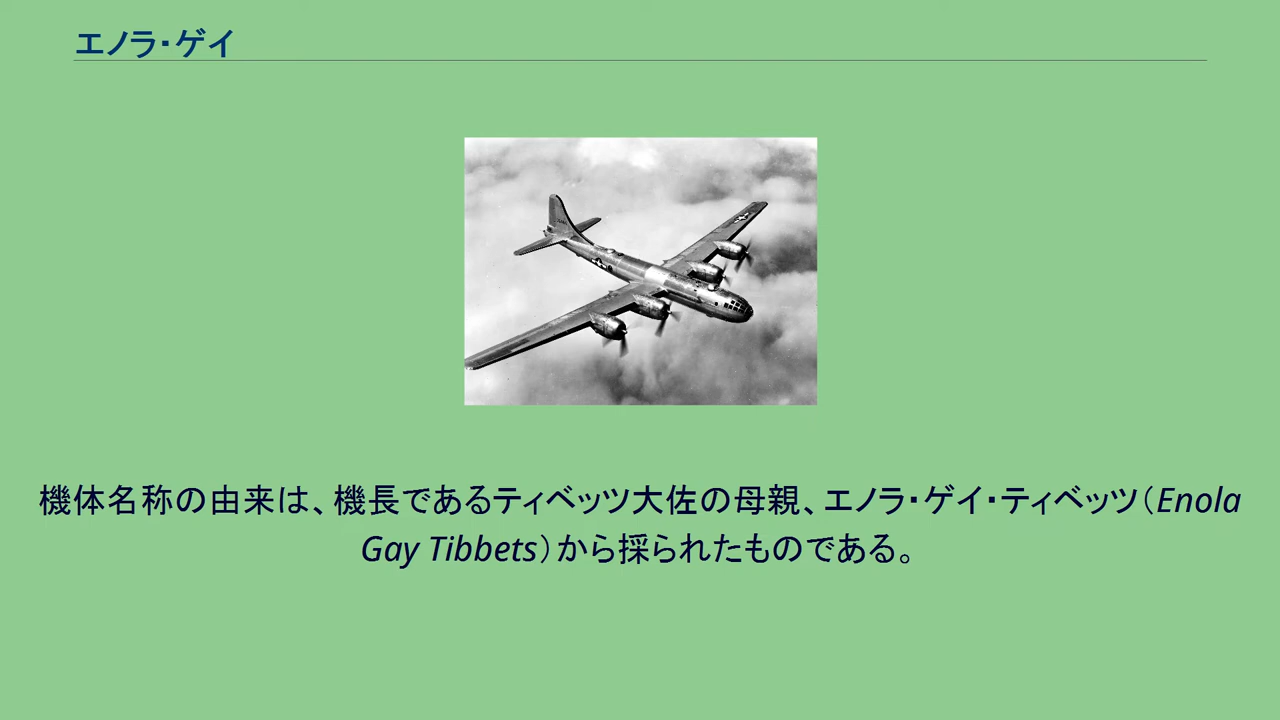 エノラ・ゲイ
機体名称の由来は、機長であるティベッツ大佐の母親、エノラ・ゲイ・ティベッツ（Enola
Gay Tibbets）から採られたものである。